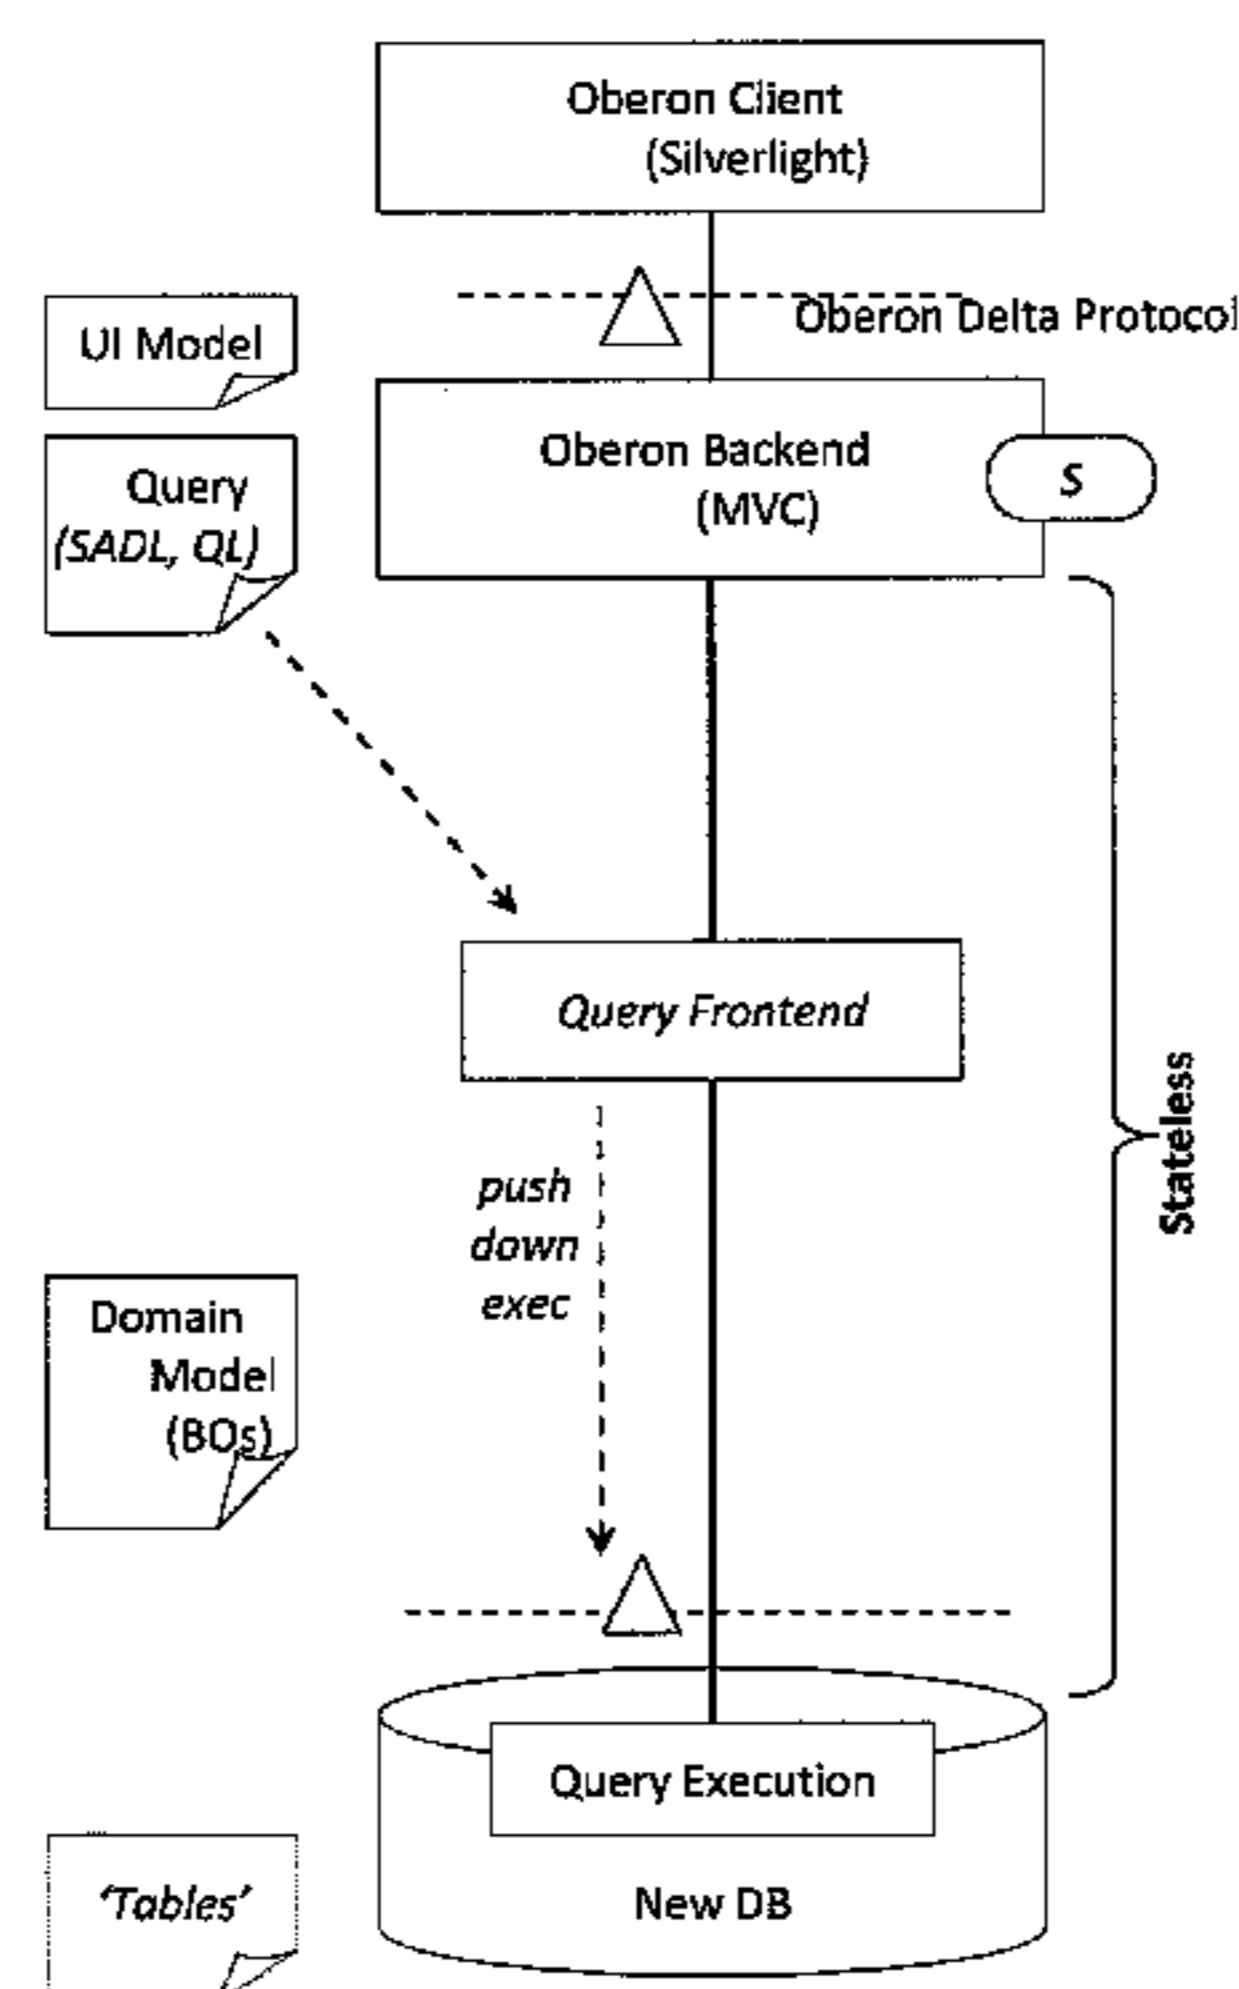 Oberon Client
(Silverlight)
Oberon Delta Protocol
UI Model
Oberon Backend
(MVC)
S
Query
(SADL, QL)
Query Frontend
push
down
exec
Stateless
Domain
Model
(BOs)
Query Execution
New DB
'Tables'